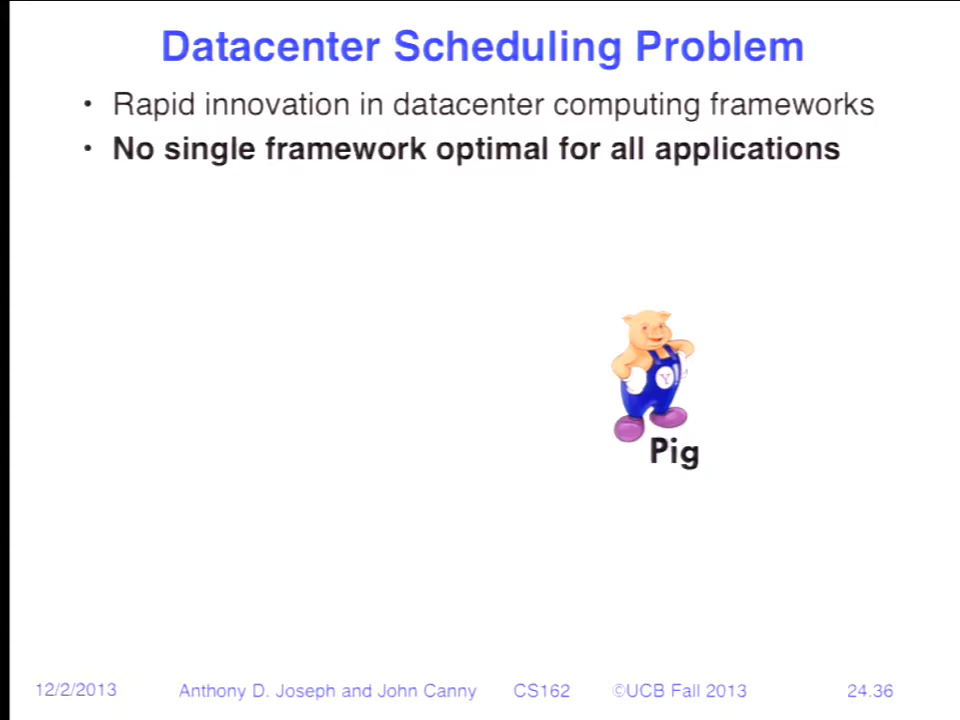 Datacenter Scheduling Problem
• Rapid innovation in datacenter computing frameworks
• No single framework optimal for all applications
Y!
Pig
12/2/2013 Anthony D. Joseph and John Canny CS162 ©UCB Fall 2013 24.36